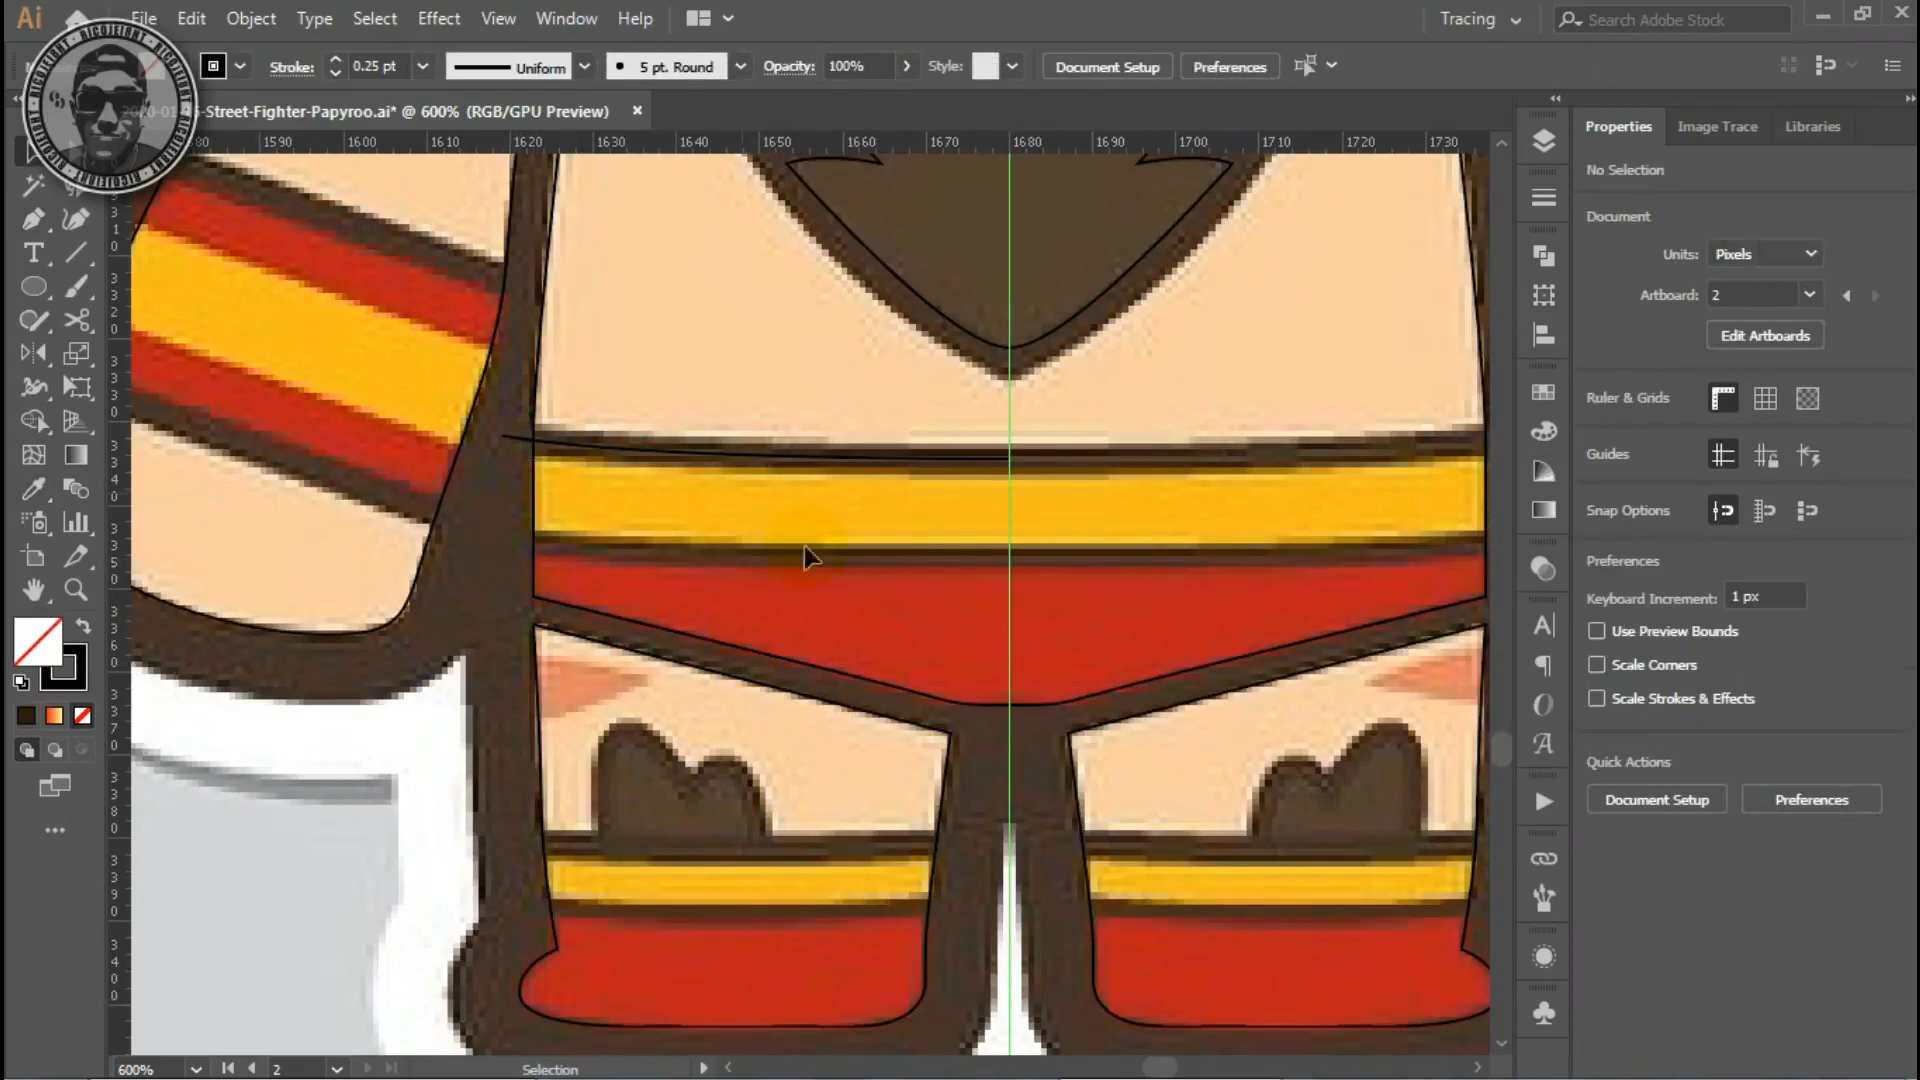 Ai File Edit Object Type Select Effect View Window Help Tracing Search Adobe Stock
RICOJEIGHT
Stroke: 0.25 pt Uniform 5 pt. Round Opacity: 100% Style: Document Setup Preferences
-Street-Fighter-Papyroo.ai* @ 600% (RGB/GPU Preview)
1590 1600 1610 1620 1630 1640 1650 1660 1670 1680 1690 1700 1710 1720 1730
Properties Image Trace Libraries
No Selection
Document
Units: Pixels
Artboard: 2
Edit Artboards
Ruler & Grids
Guides
Snap Options
Preferences
Keyboard Increment: 1 px
Use Preview Bounds
Scale Corners
Scale Strokes & Effects
Quick Actions
Document Setup Preferences
600% 2 Selection